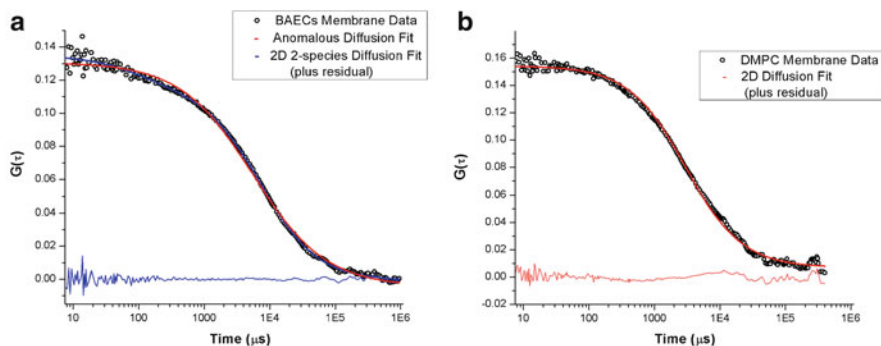 a
BAECs Membrane Data
Anomalous Diffusion Fit
2D 2-species Diffusion Fit
(plus residual)
G(τ)
0.14
0.12
0.10
0.08
0.06
0.04
0.02
0.00
10
100
1000
1E4
1E5
1E6
Time (μs)
b
DMPC Membrane Data
2D Diffusion Fit
(plus residual)
G(τ)
0.16
0.14
0.12
0.10
0.08
0.06
0.04
0.02
0.00
-0.02
10
100
1000
1E4
1E5
1E6
Time (μs)